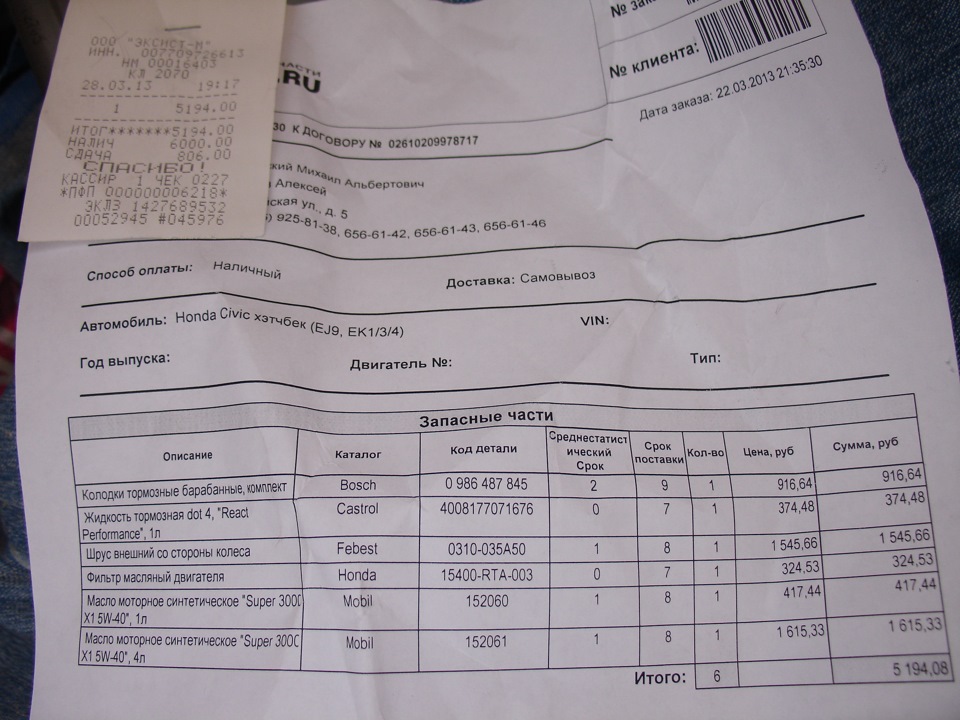 ООО "ЭКСИСТ-М"
ИНН. 007709726613
НМ 00016403
КЛ 2070
28.03.13 19:17
1 5194.00
ИТОГ*******5194.00
НАЛИЧ 6000.00
СДАЧА 806.00
СПАСИБО!
КАССИР 1 ЧЕК 0227
*ПФП 000000006218*
ЭКЛЗ 1427689532
00052945 #045976
.RU
№ клиента:
Дата заказа: 22.03.2013 21:35:30
30 К ДОГОВОРУ № 02610209978717
Михаил Альбертович
Алексей
ул., д. 5
925-81-38, 656-61-42, 656-61-43, 656-61-46
Способ оплаты: Наличный Доставка: Самовывоз
Автомобиль: Honda Civic хэтчбек (EJ9, EK1/3/4) VIN:
Год выпуска: Двигатель №: Тип:
Запасные части
Описание Каталог Код детали Среднестатист ический Срок Срок поставки Кол-во Цена, руб Сумма, руб
Колодки тормозные барабанные, комплект Bosch 0 986 487 845 2 9 1 916,64 916,64
Жидкость тормозная dot 4, "React Castrol 4008177071676 0 7 1 374,48 374,48
Performance", 1л
Шрус внешний со стороны колеса Febest 0310-035A50 1 8 1 1 545,66 1 545,66
Фильтр масляный двигателя Honda 15400-RTA-003 0 7 1 324,53 324,53
Масло моторное синтетическое "Super 3000 Mobil 152060 1 8 1 417,44 417,44
X1 5W-40", 1л
Масло моторное синтетическое "Super 3000 Mobil 152061 1 8 1 1 615,33 1 615,33
X1 5W-40", 4л
Итого: 6 5 194,08